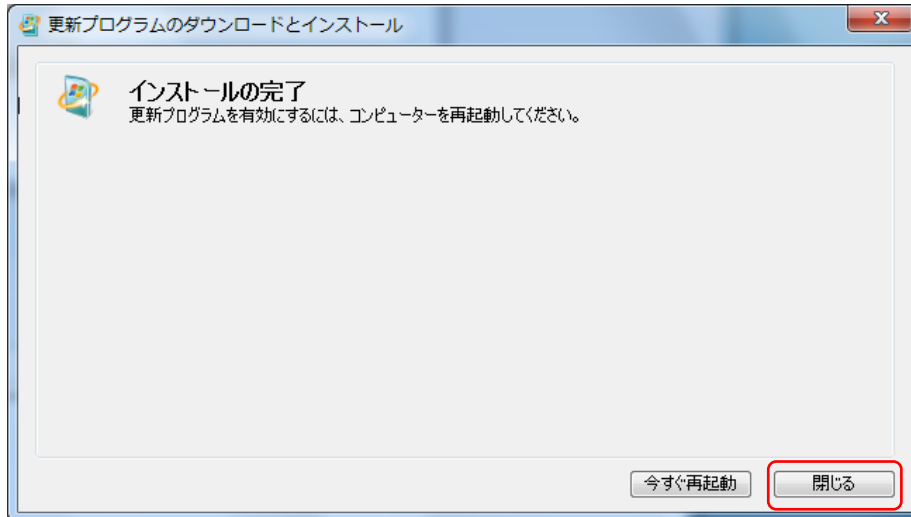 更新プログラムのダウンロードとインストール
インストールの完了
更新プログラムを有効にするには、コンピューターを再起動してください。
今すぐ再起動
閉じる